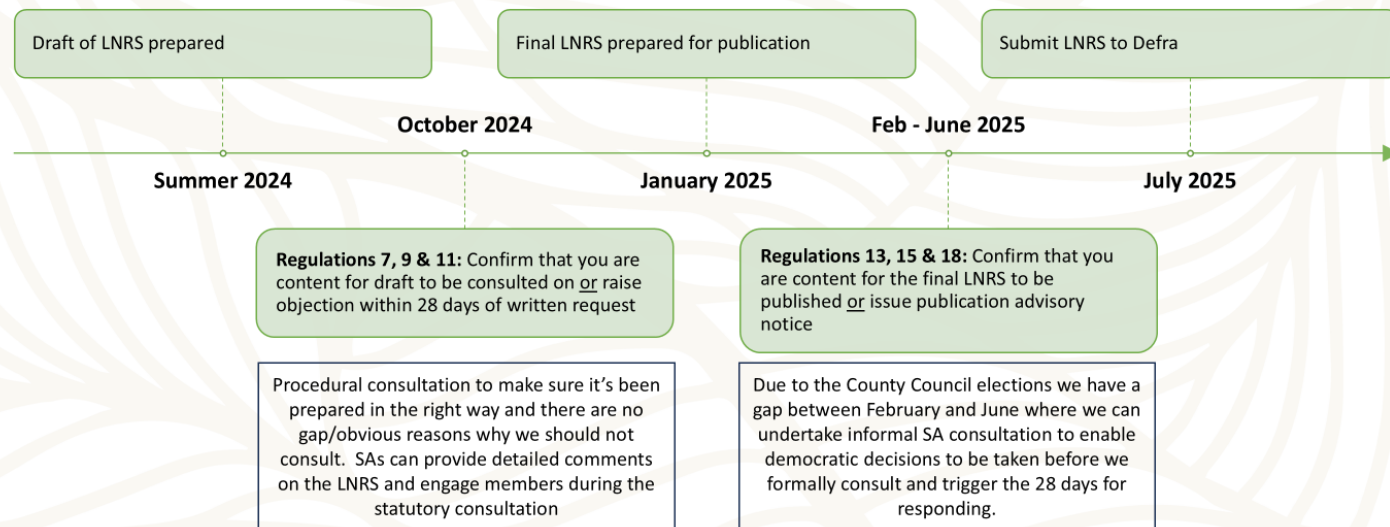 Draft of LNRS prepared
Final LNRS prepared for publication
Submit LNRS to Defra
October 2024
Feb - June 2025
Summer 2024
January 2025
July 2025
Regulations 7, 9 & 11: Confirm that you are
content for draft to be consulted on or raise
objection within 28 days of written request
Regulations 13, 15 & 18: Confirm that you
are content for the final LNRS to be
published or issue publication advisory
notice
Procedural consultation to make sure it’s been
prepared in the right way and there are no
gap/obvious reasons why we should not
consult.  SAs can provide detailed comments
on the LNRS and engage members during the
statutory consultation
Due to the County Council elections we have a
gap between February and June where we can
undertake informal SA consultation to enable
democratic decisions to be taken before we
formally consult and trigger the 28 days for
responding.